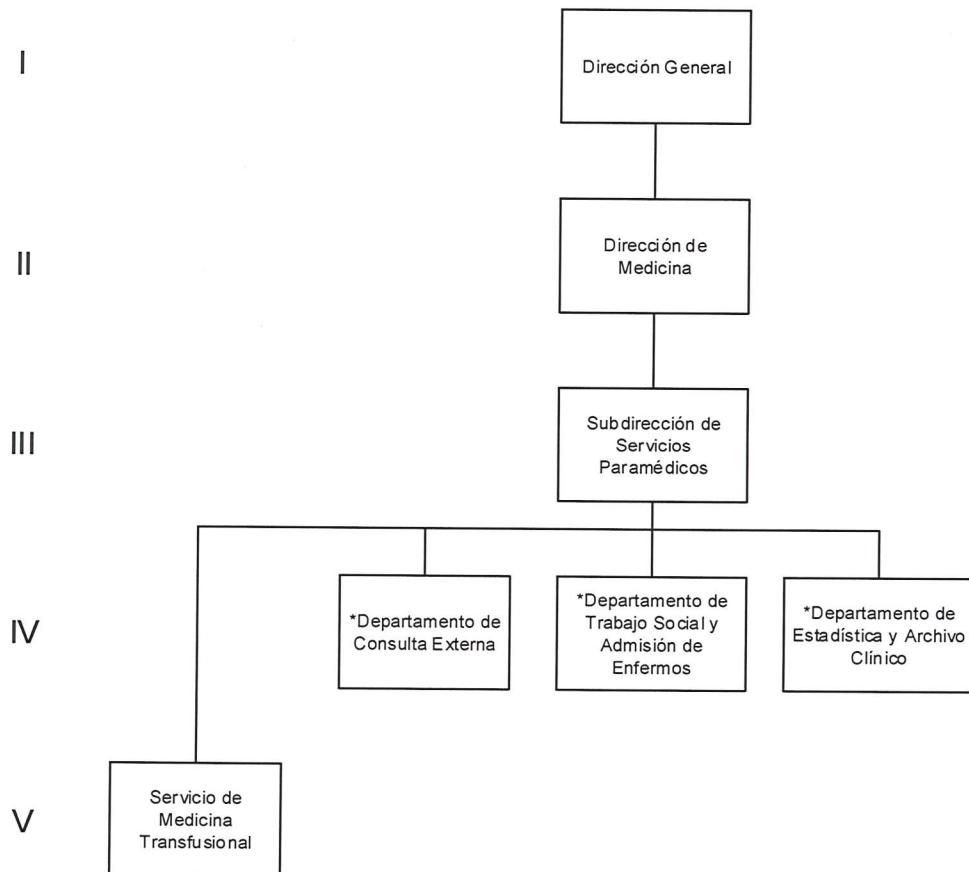 I
Dirección General
II
Dirección de
Medicina
III
Subdirección de
Servicios
Paramédicos
IV
*Departamento de
Consulta Externa
*Departamento de
Trabajo Social y
Admisión de
Enfermos
*Departamento de
Estadística y Archivo
Clínico
V
Servicio de
Medicina
Transfusional